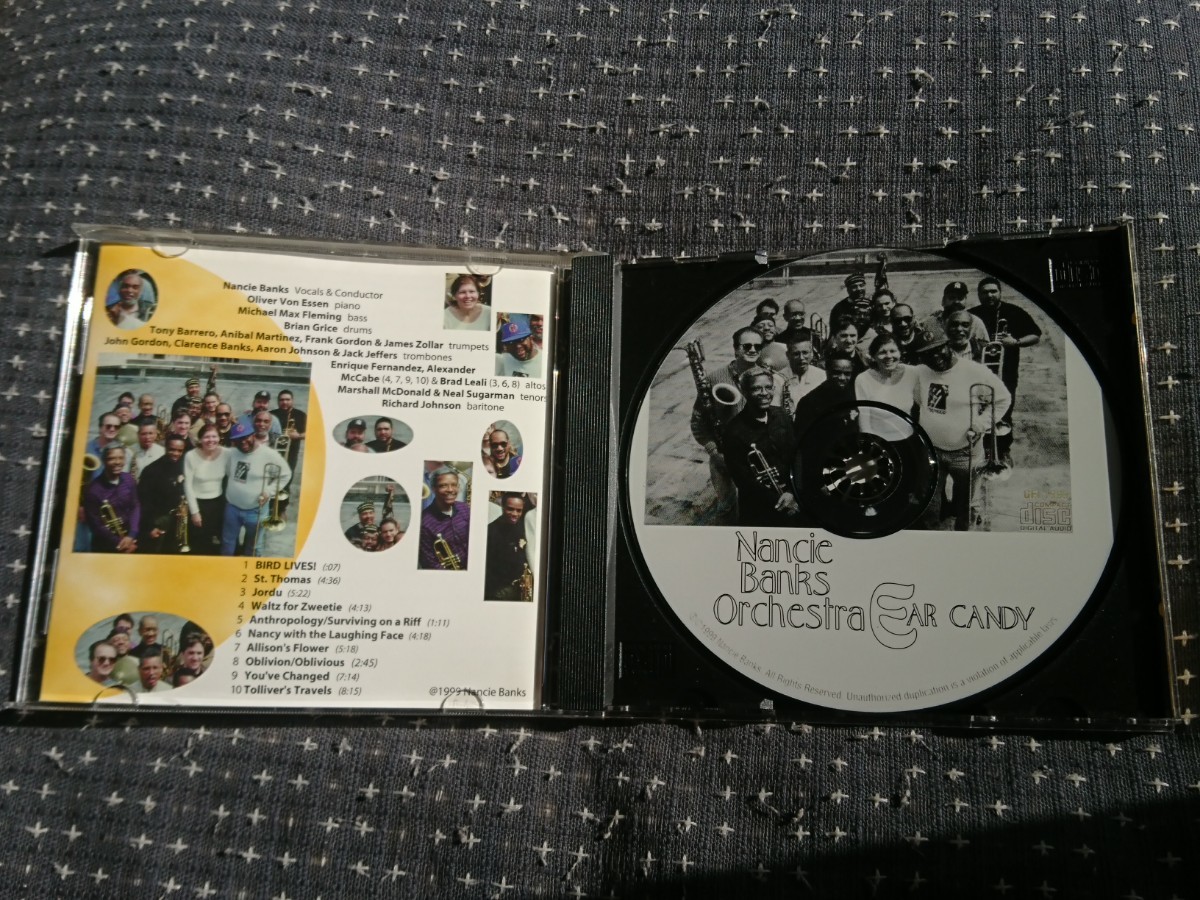 Nancie Banks Vocals & Conductor
Oliver Von Essen piano
Michael Max Fleming bass
Brian Grice drums
Tony Barrero, Anibal Martinez, Frank Gordon & James Zollar trumpets
John Gordon, Clarence Banks, Aaron Johnson & Jack Jeffers trombones
Enrique Fernandez, Alexander
McCabe (4, 7, 9, 10) & Brad Leali (3, 6, 8) altos
Marshall McDonald & Neal Sugarman tenors
Richard Johnson baritone
1 BIRD LIVES! (:07)
2 St. Thomas (4:36)
3 Jordu (5:22)
4 Waltz for Zweetie (4:13)
5 Anthropology/Surviving on a Riff (1:11)
6 Nancy with the Laughing Face (4:18)
7 Allison's Flower (5:18)
8 Oblivion/Oblivious (2:45)
9 You've Changed (7:14)
10 Tolliver's Travels (8:15)
@1999 Nancie Banks
disc
DIGITAL AUDIO
Nancie
Banks
Orchestra
EAR CANDY
1999 Nancie Banks. All Rights Reserved. Unauthorized duplication is a violation of applicable laws.